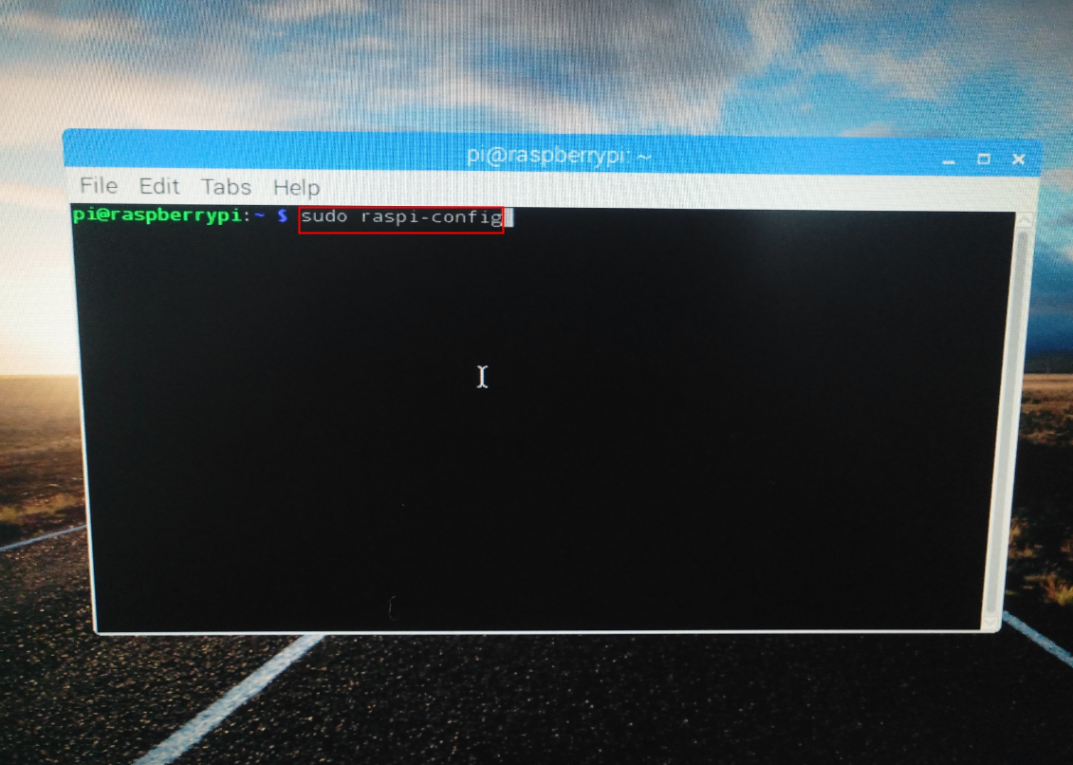 pi@raspberrypi: ~
File Edit Tabs Help
pi@raspberrypi:~ $ sudo raspi-config